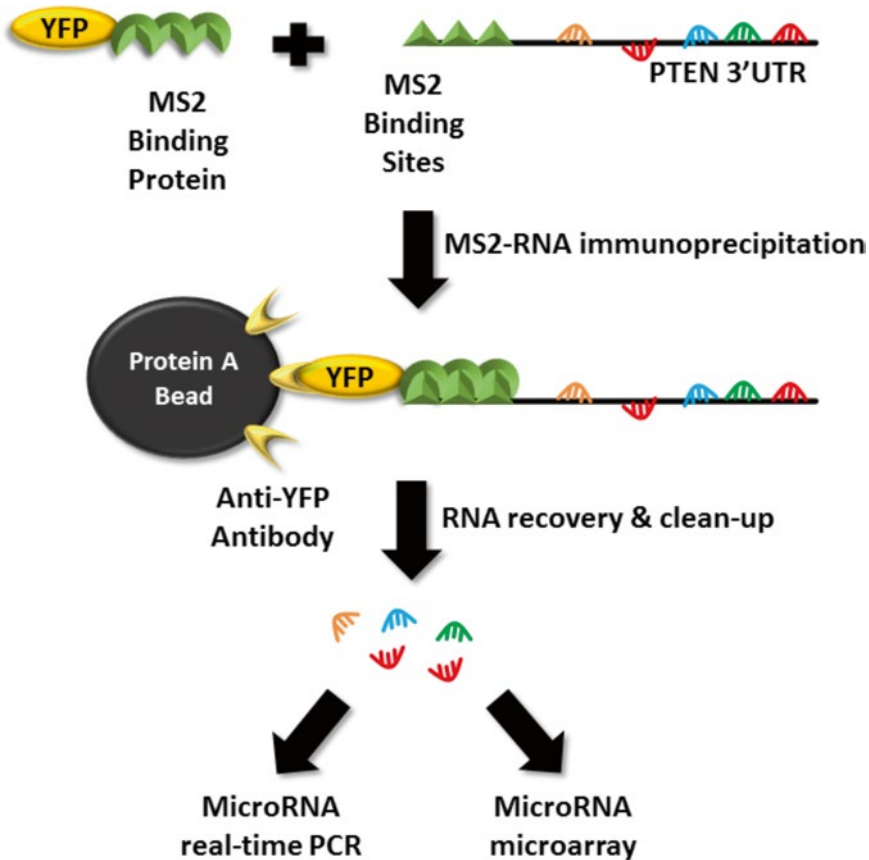 YFP
MS2
Binding
Protein
MS2
Binding
Sites
PTEN 3’UTR
MS2-RNA immunoprecipitation
Protein A
Bead
YFP
Anti-YFP
Antibody
RNA recovery & clean-up
MicroRNA
real-time PCR
MicroRNA
microarray